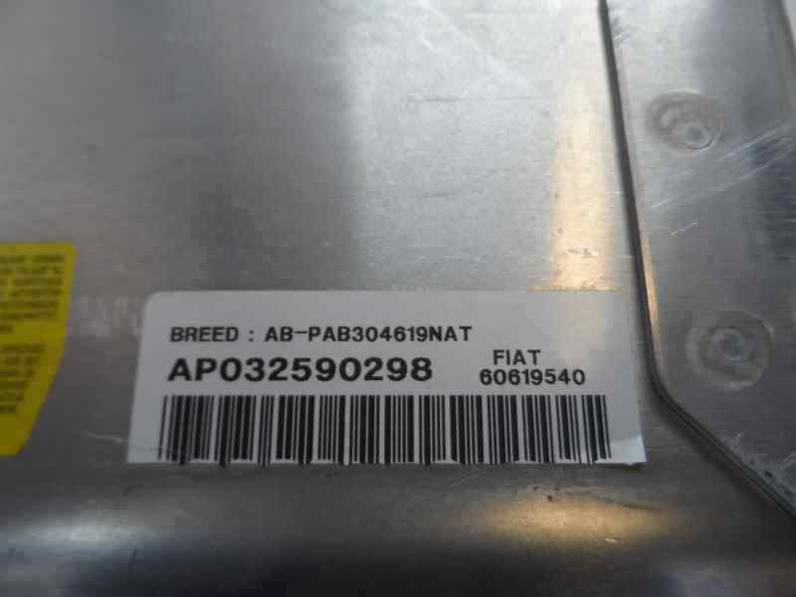 BREED : AB-PAB304619NAT
AP032590298
FIAT
60619540